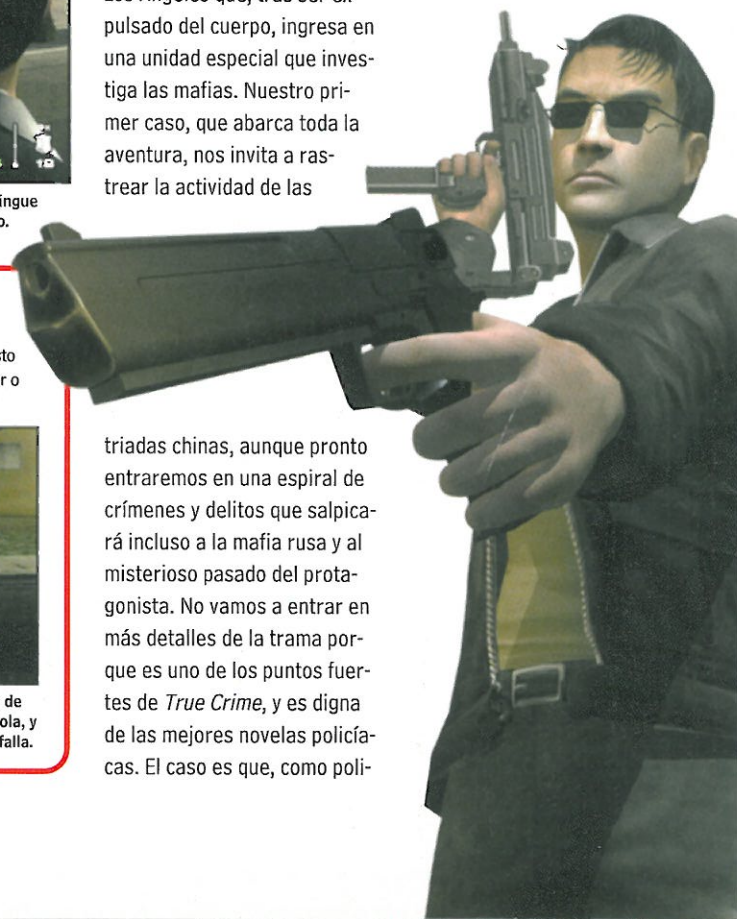 Los Ángeles que, tras ser ex-
pulsado del cuerpo, ingresa en
una unidad especial que inves-
tiga las mafias. Nuestro pri-
mer caso, que abarca toda la
aventura, nos invita a ras-
trear la actividad de las
triadas chinas, aunque pronto
entraremos en una espiral de
crímenes y delitos que salpica-
rá incluso a la mafia rusa y al
misterioso pasado del prota-
gonista. No vamos a entrar en
más detalles de la trama por-
que es uno de los puntos fuer-
tes de True Crime, y es digna
de las mejores novelas policía-
cas. El caso es que, como poli-
íngue
o.
sto
r o
de
ola, y
falla.